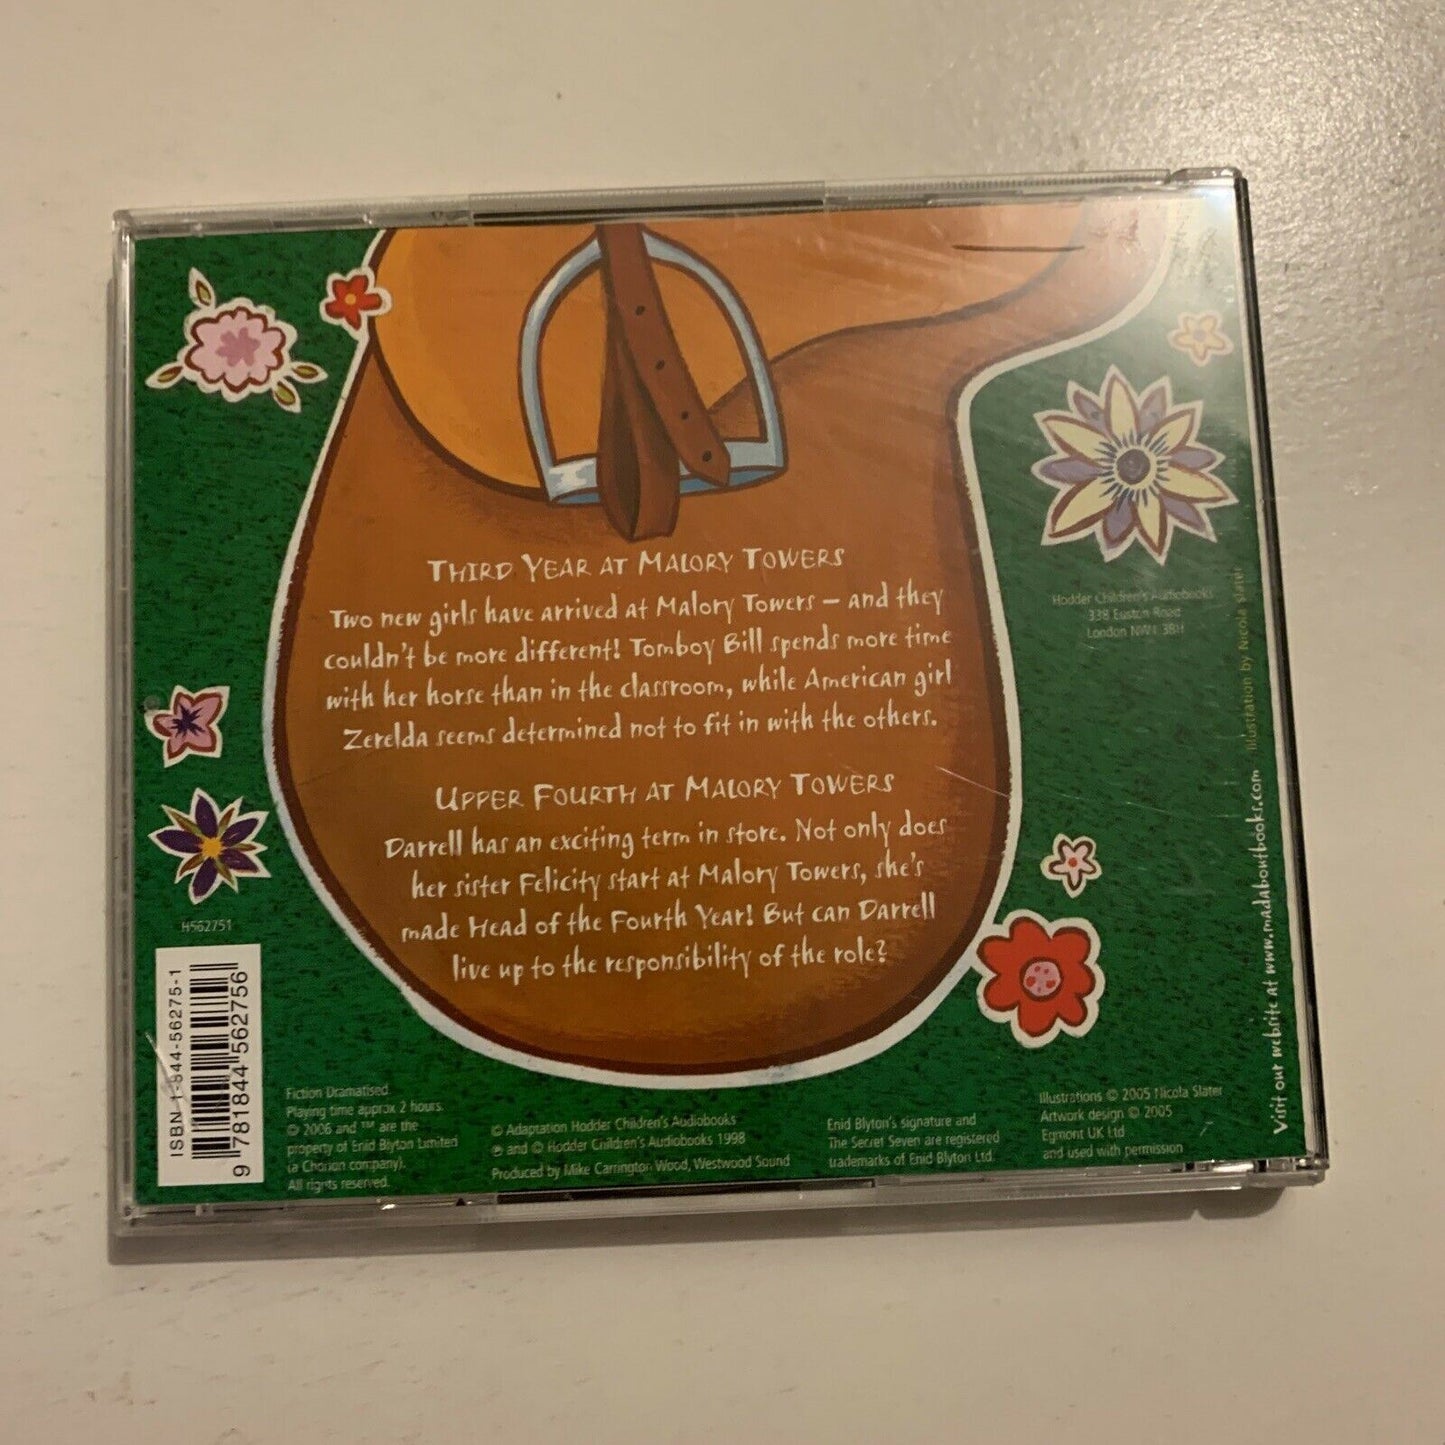 THIRD YEAR AT MALORY TOWERS
Two new girls have arrived at Malory Towers – and they
couldn't be more different! Tomboy Bill spends more time
with her horse than in the classroom, while American girl
Zerelda seems determined not to fit in with the others.
UPPER FOURTH AT MALORY TOWERS
Darrell has an exciting term in store. Not only does
her sister Felicity start at Malory Towers, she's
made Head of the Fourth Year! But can Darrell
live up to the responsibility of the role?
Hodder Children's Audiobooks
338 Euston Road
London NW1 3BH
Illustration by Nicola Slater
Visit our website at www.madaboutbooks.com
H562751
ISBN 1-844-56275-1
9 781844 562756
Fiction Dramatised.
Playing time approx 2 hours.
© 2006 and ™ are the
property of Enid Blyton Limited
(a Chorion company).
All rights reserved.
© Adaptation Hodder Children's Audiobooks
℗ and © Hodder Children's Audiobooks 1998
Produced by Mike Carrington Wood, Westwood Sound
Enid Blyton's signature and
The Secret Seven are registered
trademarks of Enid Blyton Ltd.
Illustrations © 2005 Nicola Slater
Artwork design © 2005
Egmont UK Ltd
and used with permission